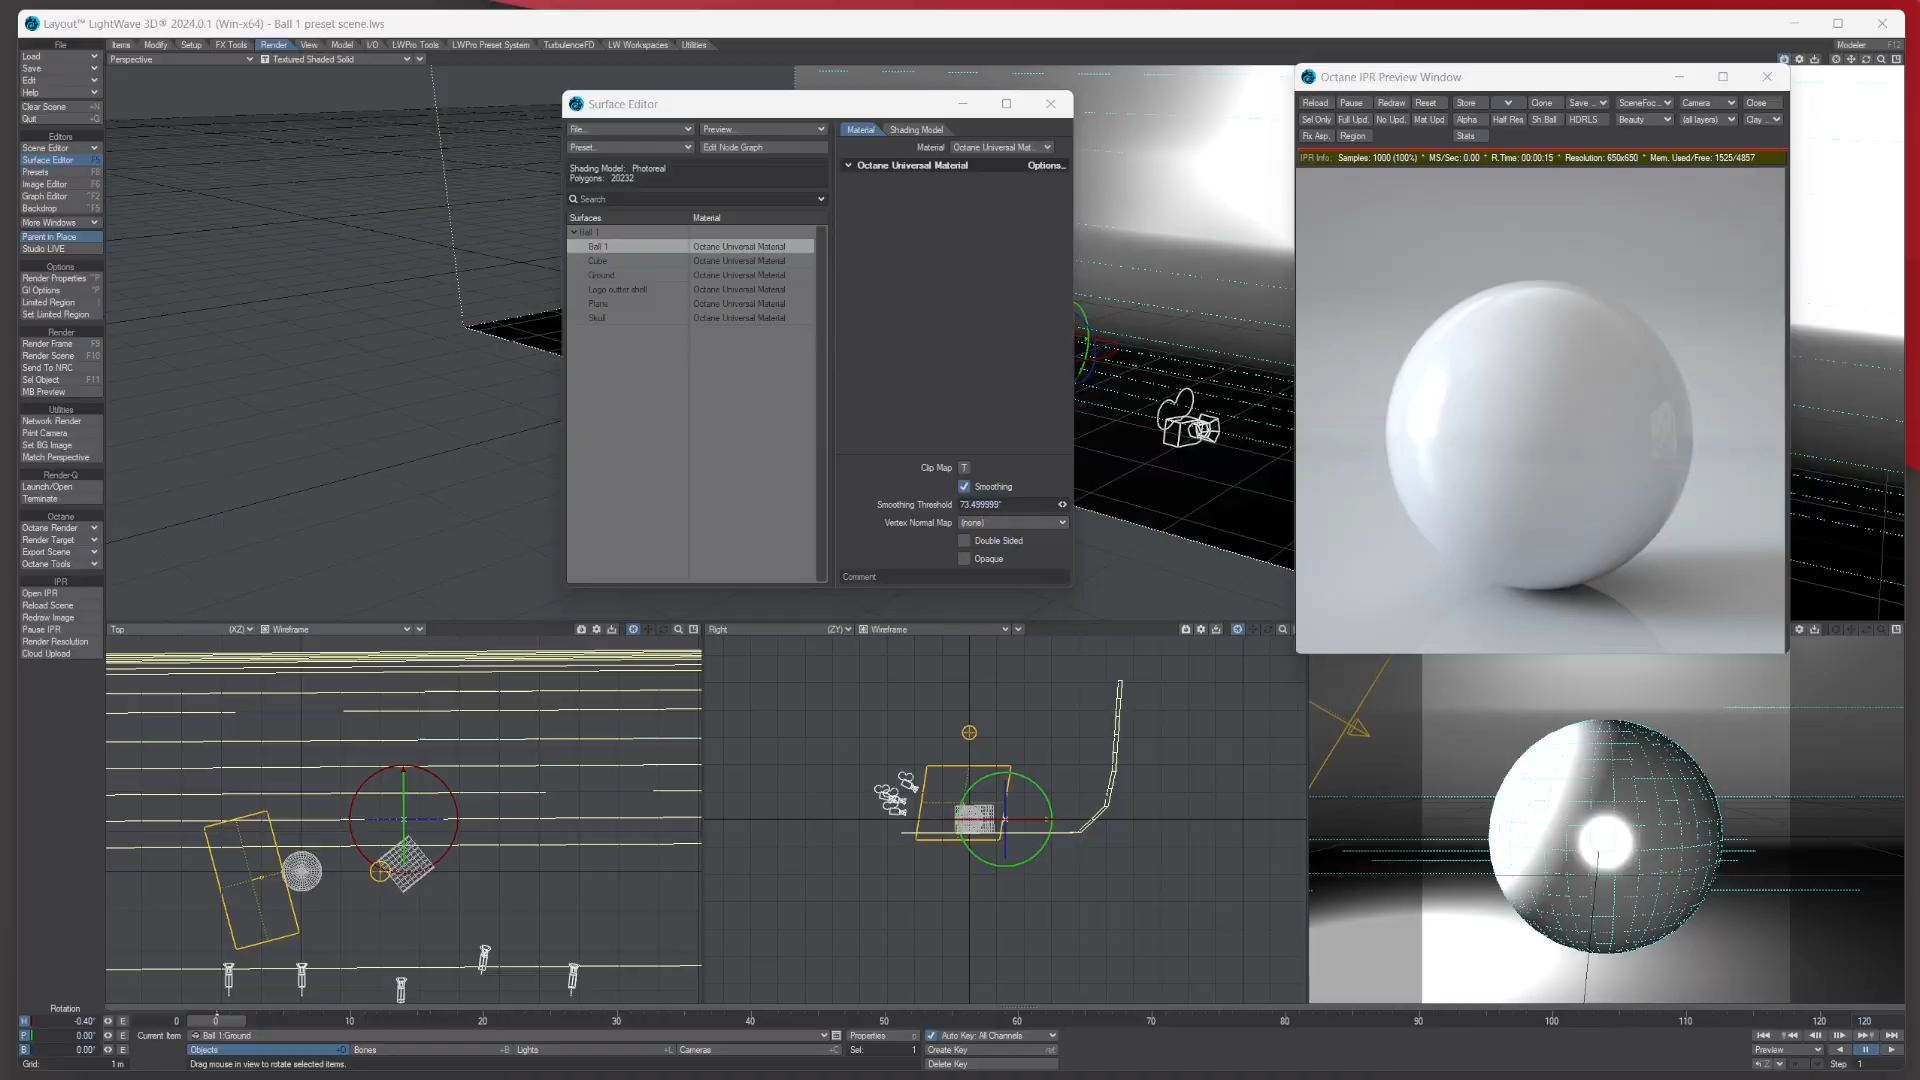 Layout™ LightWave 3D® 2024.0.1 (Win-x64) - Ball 1 preset scene.lws
File
Items Modify Setup FX Tools Render View Model I/O LWPro Tools LWPro Preset System TurbulenceFD LW Workspaces Utilities
Modeler F12
Load
Save
Edit
Help
Clear Scene
Quit
Editors
Scene Editor
Surface Editor F5
Presets F8
Image Editor F6
Graph Editor ^F2
Backdrop ^F5
More Windows
Parent in Place
Studio LIVE
Options
Render Properties
GI Options
Limited Region
Set Limited Region
Render
Render Frame F9
Render Scene F10
Send To NRC
Sel Object F11
MB Preview
Utilities
Network Render
Print Camera
Set BG Image
Match Perspective
Render-Q
Launch/Open
Terminate
Octane
Octane Render
Render Target
Export Scene
Octane Tools
IPR
Open IPR
Reload Scene
Redraw Image
Pause IPR
Render Resolution
Cloud Upload
Perspective Textured Shaded Solid
Surface Editor
File...
Preview...
Preset...
Edit Node Graph
Shading Model: Photoreal
Polygons: 20232
Search
Surfaces Material
Ball 1
Ball 1 Octane Universal Material
Cube Octane Universal Material
Ground Octane Universal Material
Logo outter shell Octane Universal Material
Plane Octane Universal Material
Skull Octane Universal Material
Material Shading Model
Material Octane Universal Mat...
Octane Universal Material Options...
Clip Map T
Smoothing
Smoothing Threshold 73.499999°
Vertex Normal Map (none)
Double Sided
Opaque
Comment
Octane IPR Preview Window
Reload Pause Redraw Reset Store Clone Save ... SceneFoc... Camera Close
Sel Only Full Upd. No Upd. Mat Upd Alpha Half Res Sh.Ball HDRLS Beauty (all layers) Clay ...
Fix Asp. Region Stats
IPR Info: Samples: 1000 (100%) * MS/Sec: 0.00 * R.Time: 00:00:15 * Resolution: 650x650 * Mem. Used/Free: 1525/4857
Top (XZ) Wireframe
Right (ZY) Wireframe
Rotation
H -0.40° E
P 0.00° E
B 0.00° E
Grid: 1 m
0 0 10 20 30 40 50 60 70 80 90 100 110 120 120
Current Item Ball 1:Ground Properties
Objects +O Bones +B Lights +L Cameras +C Sel: 1
Drag mouse in view to rotate selected items.
Auto Key: All Channels
Create Key ret
Delete Key
Preview
Step 1